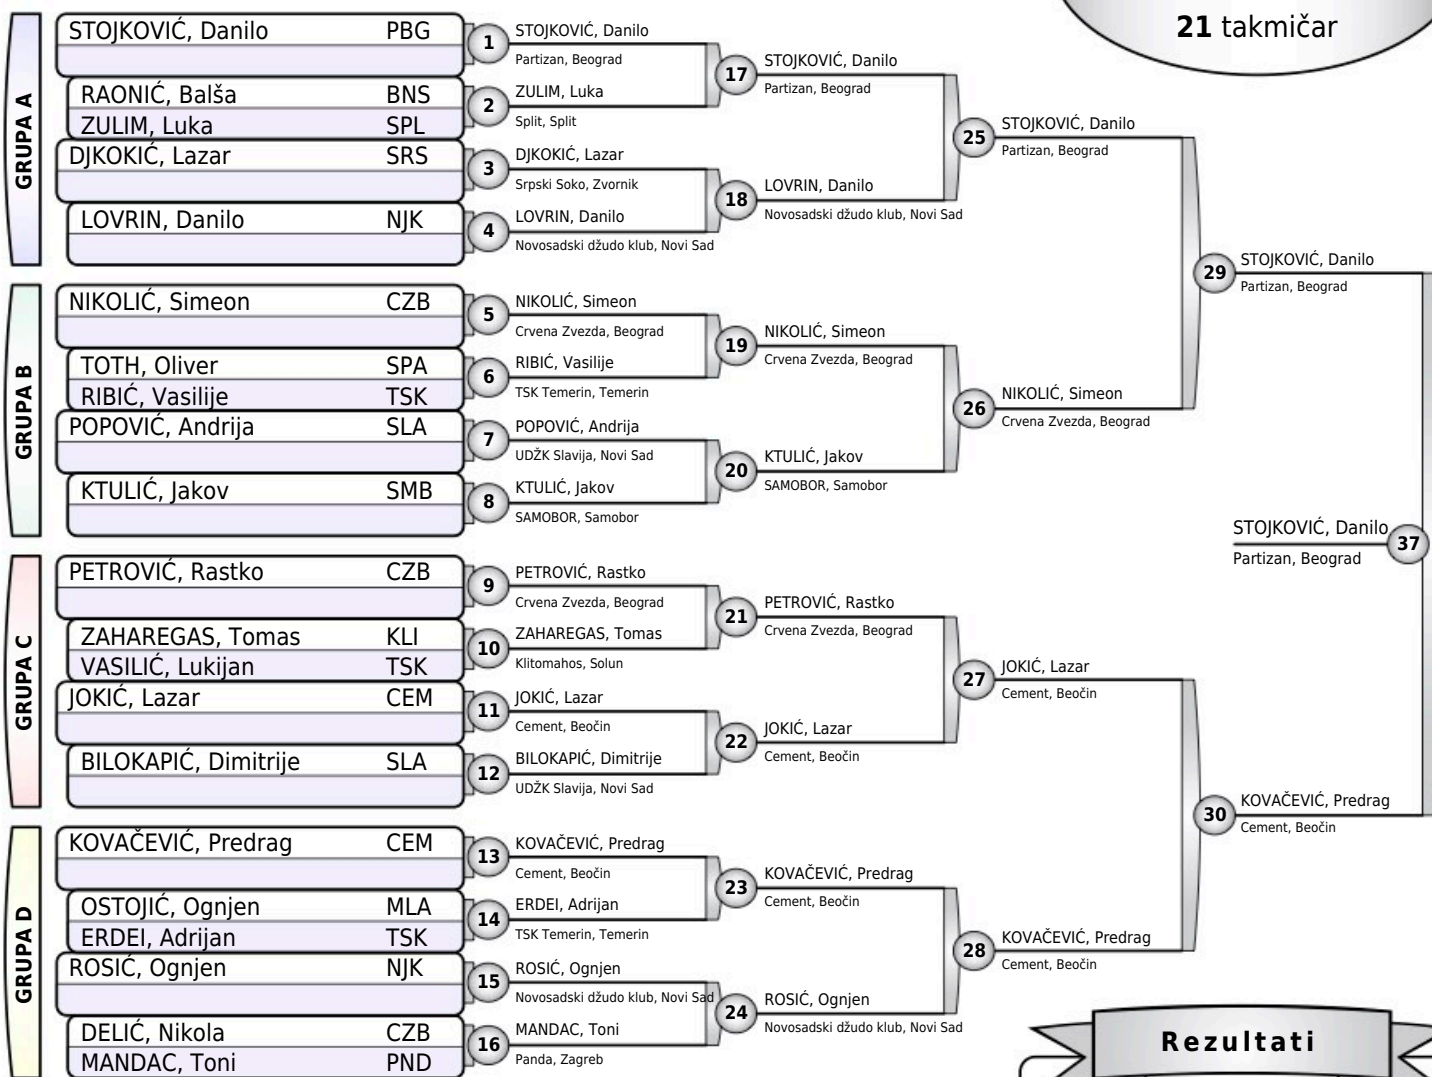 21 takmičar
GRUPA A
STOJKOVIĆ, Danilo PBG
RAONIĆ, Balša BNS
ZULIM, Luka SPL
DJKOKIĆ, Lazar SRS
LOVRIN, Danilo NJK
GRUPA B
NIKOLIĆ, Simeon CZB
TOTH, Oliver SPA
RIBIĆ, Vasilije TSK
POPOVIĆ, Andrija SLA
KTULIĆ, Jakov SMB
GRUPA C
PETROVIĆ, Rastko CZB
ZAHAREGAS, Tomas KLI
VASILIĆ, Lukijan TSK
JOKIĆ, Lazar CEM
BILOKAPIĆ, Dimitrije SLA
GRUPA D
KOVAČEVIĆ, Predrag CEM
OSTOJIĆ, Ognjen MLA
ERDEI, Adrijan TSK
ROSIĆ, Ognjen NJK
DELIĆ, Nikola CZB
MANDAC, Toni PND
1
STOJKOVIĆ, Danilo
Partizan, Beograd
2
ZULIM, Luka
Split, Split
3
DJKOKIĆ, Lazar
Srpski Soko, Zvornik
4
LOVRIN, Danilo
Novosadski džudo klub, Novi Sad
5
NIKOLIĆ, Simeon
Crvena Zvezda, Beograd
6
RIBIĆ, Vasilije
TSK Temerin, Temerin
7
POPOVIĆ, Andrija
UDŽK Slavija, Novi Sad
8
KTULIĆ, Jakov
SAMOBOR, Samobor
9
PETROVIĆ, Rastko
Crvena Zvezda, Beograd
10
ZAHAREGAS, Tomas
Klitomahos, Solun
11
JOKIĆ, Lazar
Cement, Beočin
12
BILOKAPIĆ, Dimitrije
UDŽK Slavija, Novi Sad
13
KOVAČEVIĆ, Predrag
Cement, Beočin
14
ERDEI, Adrijan
TSK Temerin, Temerin
15
ROSIĆ, Ognjen
Novosadski džudo klub, Novi Sad
16
MANDAC, Toni
Panda, Zagreb
17
STOJKOVIĆ, Danilo
Partizan, Beograd
18
LOVRIN, Danilo
Novosadski džudo klub, Novi Sad
19
NIKOLIĆ, Simeon
Crvena Zvezda, Beograd
20
KTULIĆ, Jakov
SAMOBOR, Samobor
21
PETROVIĆ, Rastko
Crvena Zvezda, Beograd
22
JOKIĆ, Lazar
Cement, Beočin
23
KOVAČEVIĆ, Predrag
Cement, Beočin
24
ROSIĆ, Ognjen
Novosadski džudo klub, Novi Sad
25
STOJKOVIĆ, Danilo
Partizan, Beograd
26
NIKOLIĆ, Simeon
Crvena Zvezda, Beograd
27
JOKIĆ, Lazar
Cement, Beočin
28
KOVAČEVIĆ, Predrag
Cement, Beočin
29
STOJKOVIĆ, Danilo
Partizan, Beograd
30
KOVAČEVIĆ, Predrag
Cement, Beočin
STOJKOVIĆ, Danilo
Partizan, Beograd
37
Rezultati